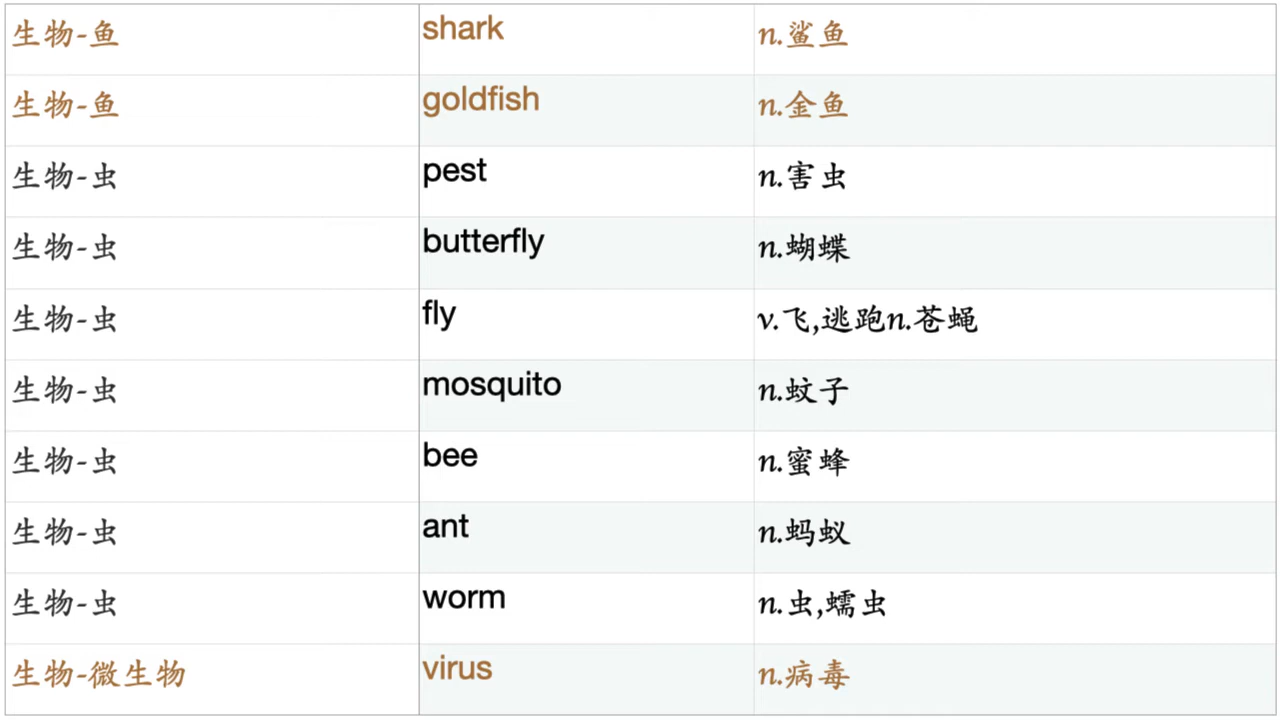 生物-鱼 shark n.鲨鱼
生物-鱼 goldfish n.金鱼
生物-虫 pest n.害虫
生物-虫 butterfly n.蝴蝶
生物-虫 fly v.飞,逃跑n.苍蝇
生物-虫 mosquito n.蚊子
生物-虫 bee n.蜜蜂
生物-虫 ant n.蚂蚁
生物-虫 worm n.虫,蠕虫
生物-微生物 virus n.病毒